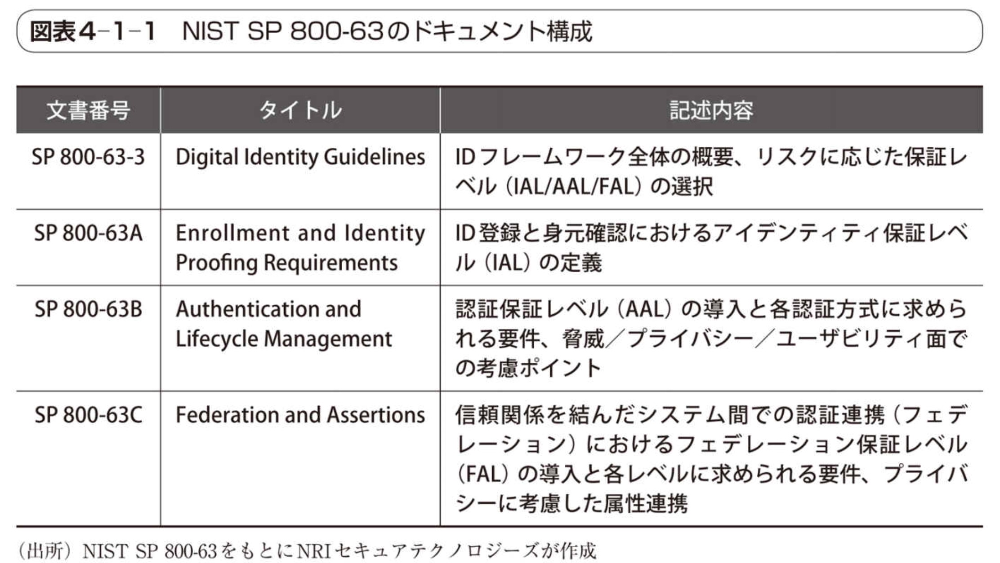 図表4-1-1 NIST SP 800-63のドキュメント構成
文書番号
タイトル
記述内容
SP 800-63-3
Digital Identity Guidelines
IDフレームワーク全体の概要、リスクに応じた保証レ
ベル（IAL/AAL/FAL）の選択
SP 800-63A
Enrollment and Identity
Proofing Requirements
ID登録と身元確認におけるアイデンティティ保証レベ
ル（IAL）の定義
SP 800-63B
Authentication and
Lifecycle Management
認証保証レベル（AAL）の導入と各認証方式に求めら
れる要件、脅威／プライバシー／ユーザビリティ面で
の考慮ポイント
SP 800-63C
Federation and Assertions
信頼関係を結んだシステム間での認証連携（フェデ
レーション）におけるフェデレーション保証レベル
（FAL）の導入と各レベルに求められる要件、プライバ
シーに考慮した属性連携
（出所）NIST SP 800-63をもとにNRIセキュアテクノロジーズが作成